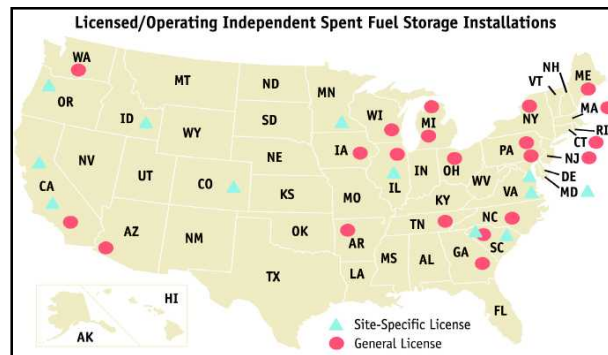 Licensed/Operating Independent Spent Fuel Storage Installations
WA
MT
ND
MN
NH
VT
ME
OR
ID
WY
SD
WI
MI
NY
MA
RI
CT
NV
UT
CO
NE
IA
IL
IN
OH
PA
NJ
DE
MD
CA
KS
MO
KY
WV
VA
AZ
NM
OK
AR
TN
NC
SC
TX
LA
MS
AL
GA
FL
HI
AK
Site-Specific License
General License